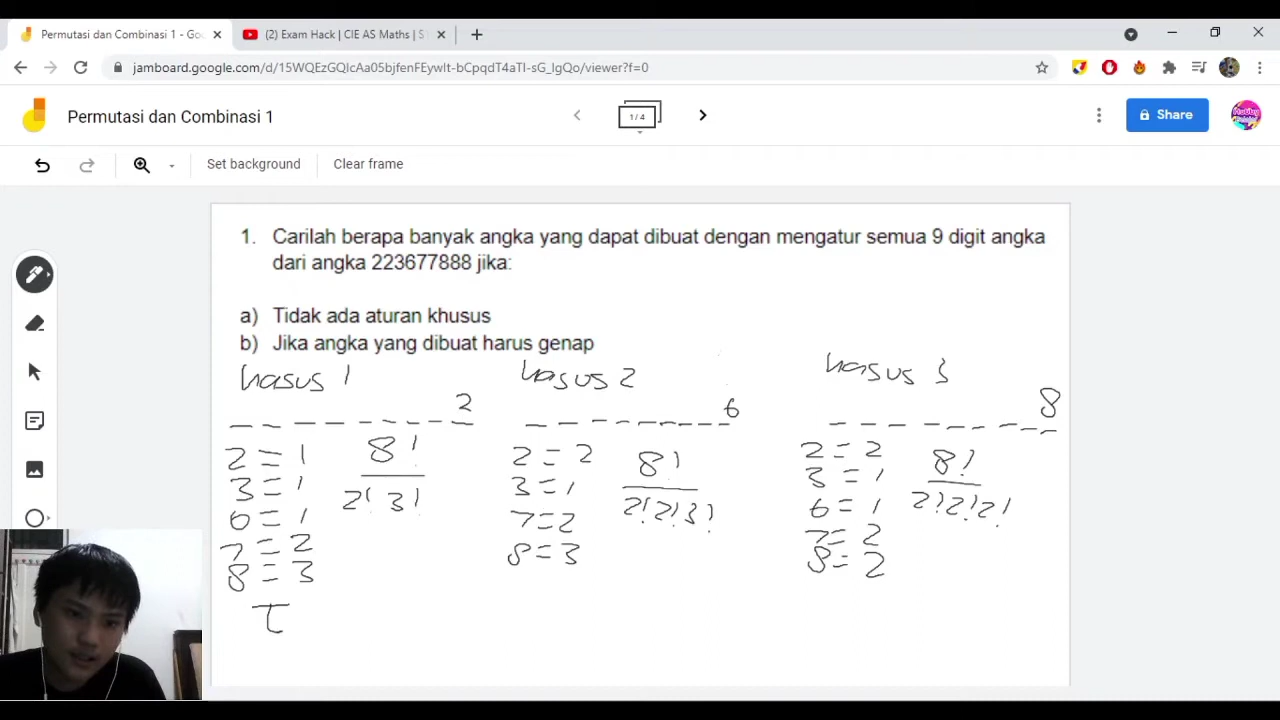 Permutasi dan Combinasi 1 - Goo
(2) Exam Hack | CIE AS Maths | S
jamboard.google.com/d/15WQEzGQIcAa05bjfenFEywIt-bCpqdT4aTI-sG_IgQo/viewer?f=0
Permutasi dan Combinasi 1
1/4
Share
Set background
Clear frame
1. Carilah berapa banyak angka yang dapat dibuat dengan mengatur semua 9 digit angka
dari angka 223677888 jika:
a) Tidak ada aturan khusus
b) Jika angka yang dibuat harus genap
kasus 1
2
2 = 1
3 = 1
6 = 1
7 = 2
8 = 3
8!
2! 3!
T
kasus 2
6
2 = 2
3 = 1
7 = 2
8 = 3
8!
2!2!3!
kasus 3
8
2 = 2
3 = 1
6 = 1
7 = 2
8 = 2
8!
2!2!2!